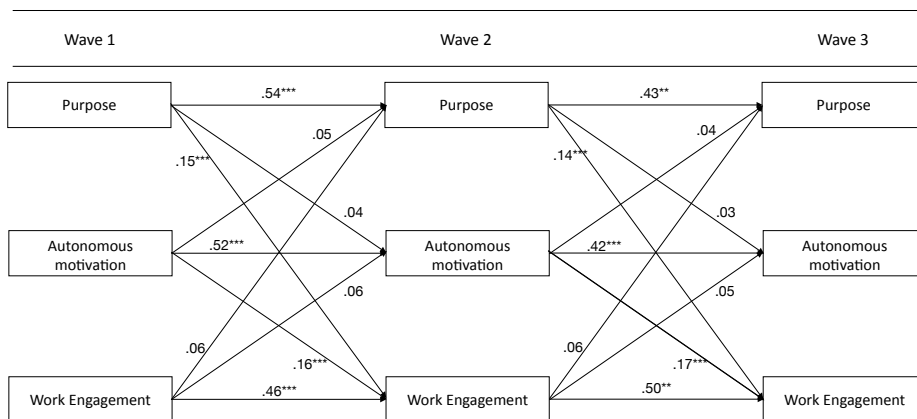 Wave 1 Wave 2 Wave 3
Purpose .54*** Purpose .43** Purpose
.05 .04
.15*** .14***
.04 .03
Autonomous motivation .52*** Autonomous motivation .42*** Autonomous motivation
.06 .05
.06 .06
.16*** .17***
Work Engagement .46*** Work Engagement .50** Work Engagement